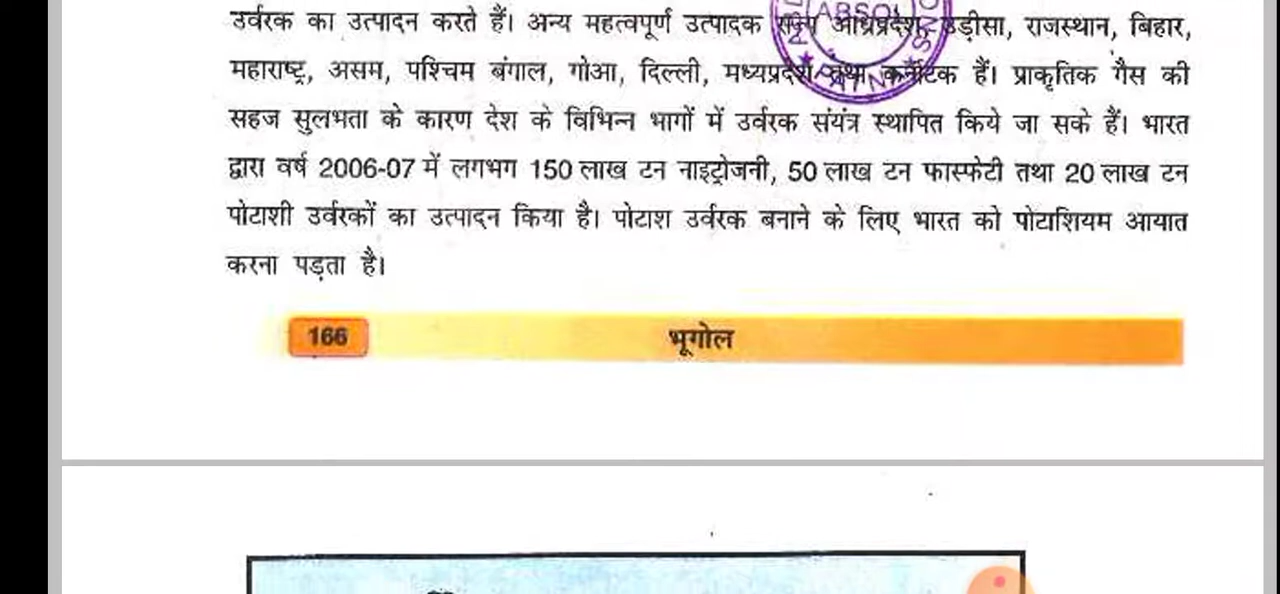 उर्वरक का उत्पादन करते हैं। अन्य महत्वपूर्ण उत्पादक राज्य आंध्रप्रदेश, उड़ीसा, राजस्थान, बिहार,
महाराष्ट्र, असम, पश्चिम बंगाल, गोआ, दिल्ली, मध्यप्रदेश तथा कर्नाटक हैं। प्राकृतिक गैस की
सहज सुलभता के कारण देश के विभिन्न भागों में उर्वरक संयंत्र स्थापित किये जा सके हैं। भारत
द्वारा वर्ष 2006-07 में लगभग 150 लाख टन नाइट्रोजनी, 50 लाख टन फास्फेटी तथा 20 लाख टन
पोटाशी उर्वरकों का उत्पादन किया है। पोटाश उर्वरक बनाने के लिए भारत को पोटाशियम आयात
करना पड़ता है।
166 भूगोल